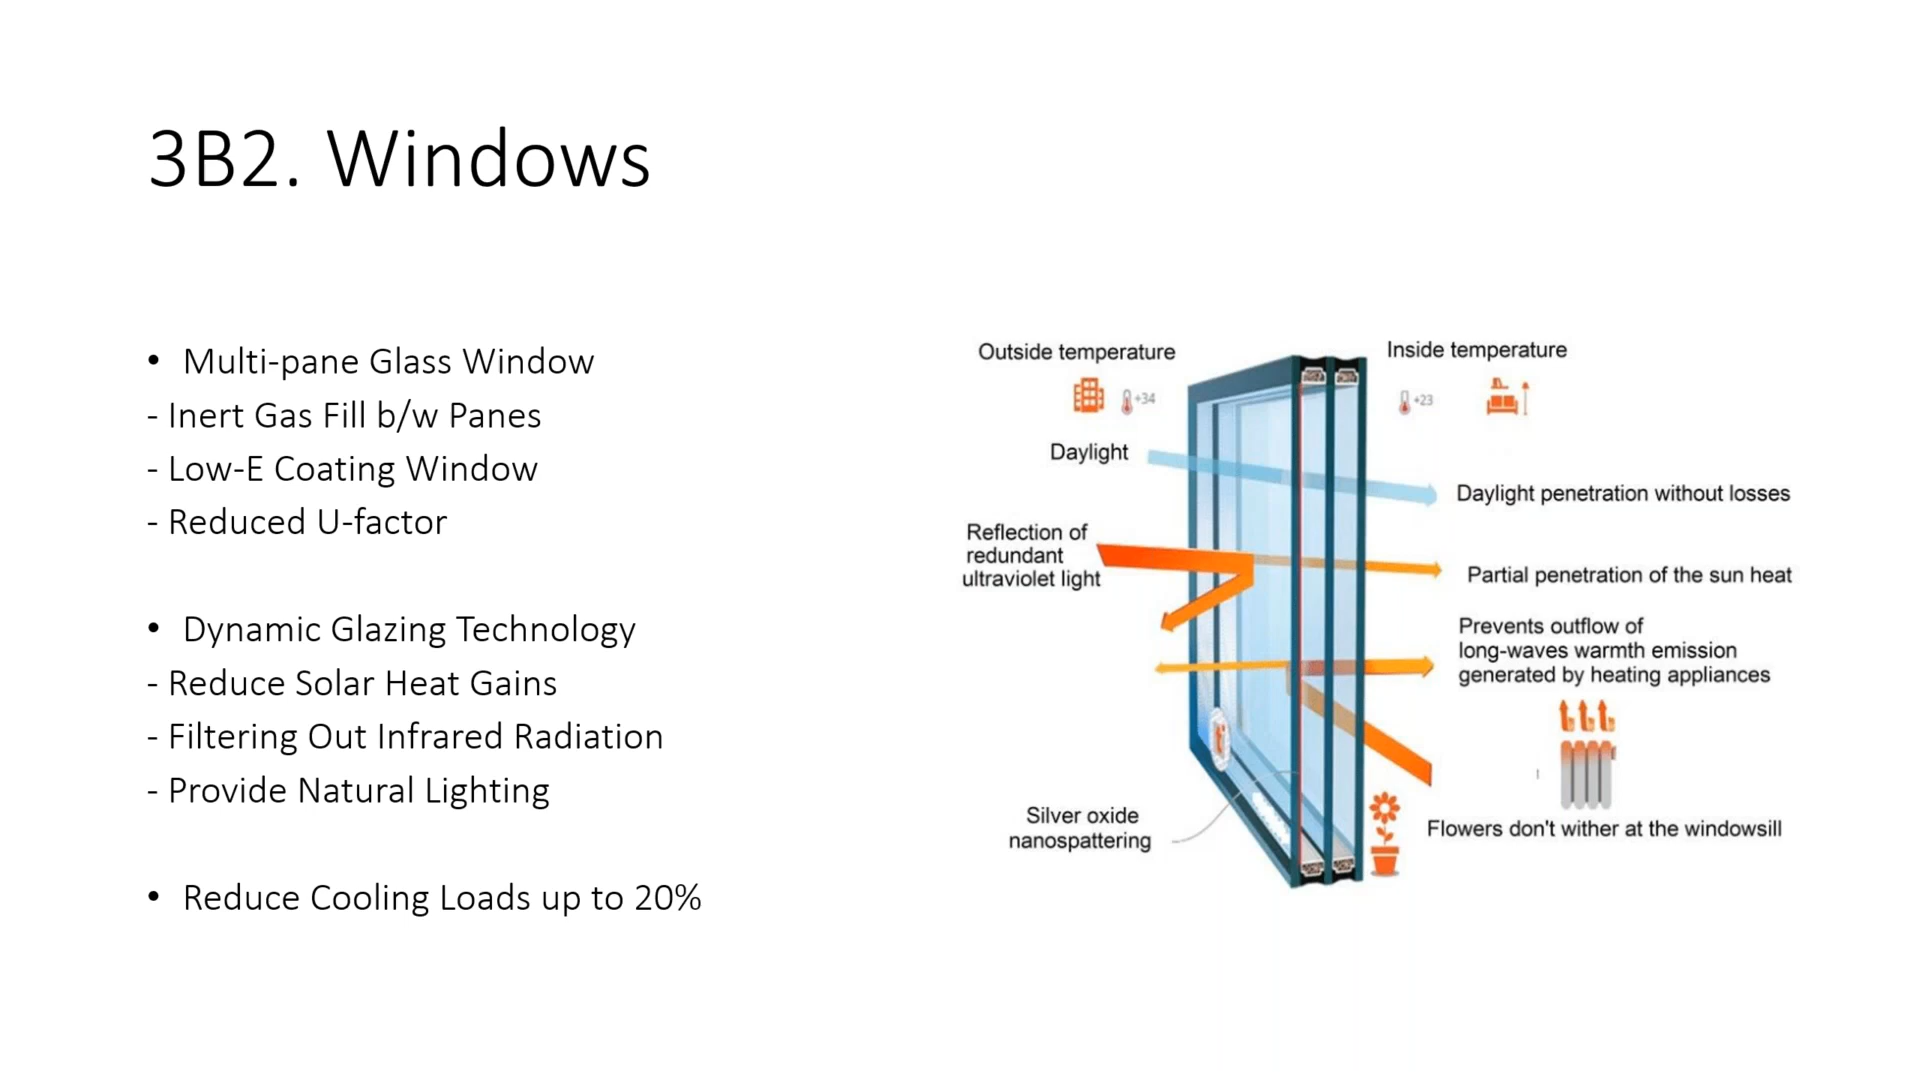 3B2. Windows
• Multi-pane Glass Window
- Inert Gas Fill b/w Panes
- Low-E Coating Window
- Reduced U-factor
• Dynamic Glazing Technology
- Reduce Solar Heat Gains
- Filtering Out Infrared Radiation
- Provide Natural Lighting
• Reduce Cooling Loads up to 20%
Outside temperature
+34
Inside temperature
+23
Daylight
Daylight penetration without losses
Reflection of
redundant
ultraviolet light
Partial penetration of the sun heat
Prevents outflow of
long-waves warmth emission
generated by heating appliances
Silver oxide
nanospattering
Flowers don't wither at the windowsill